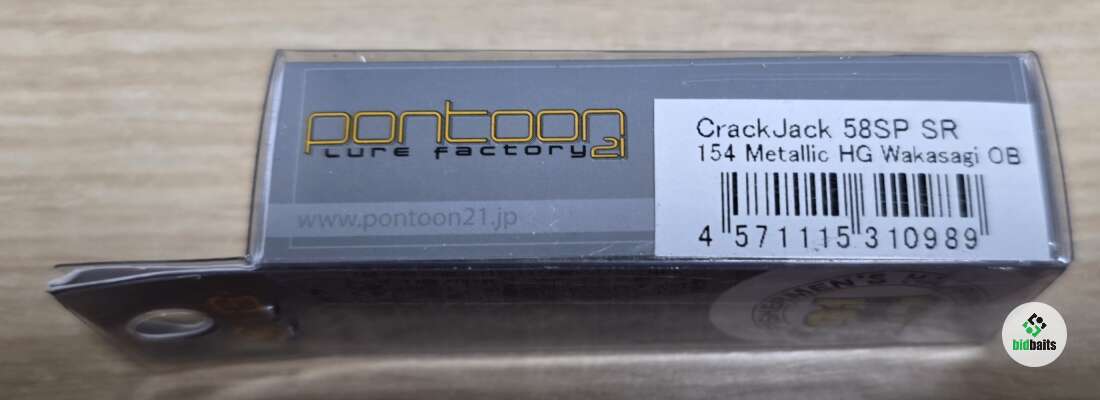 pontoon21
lure factory
www.pontoon21.jp
CrackJack 58SP SR
154 Metallic HG Wakasagi OB
4 571115 310989
bidbaits